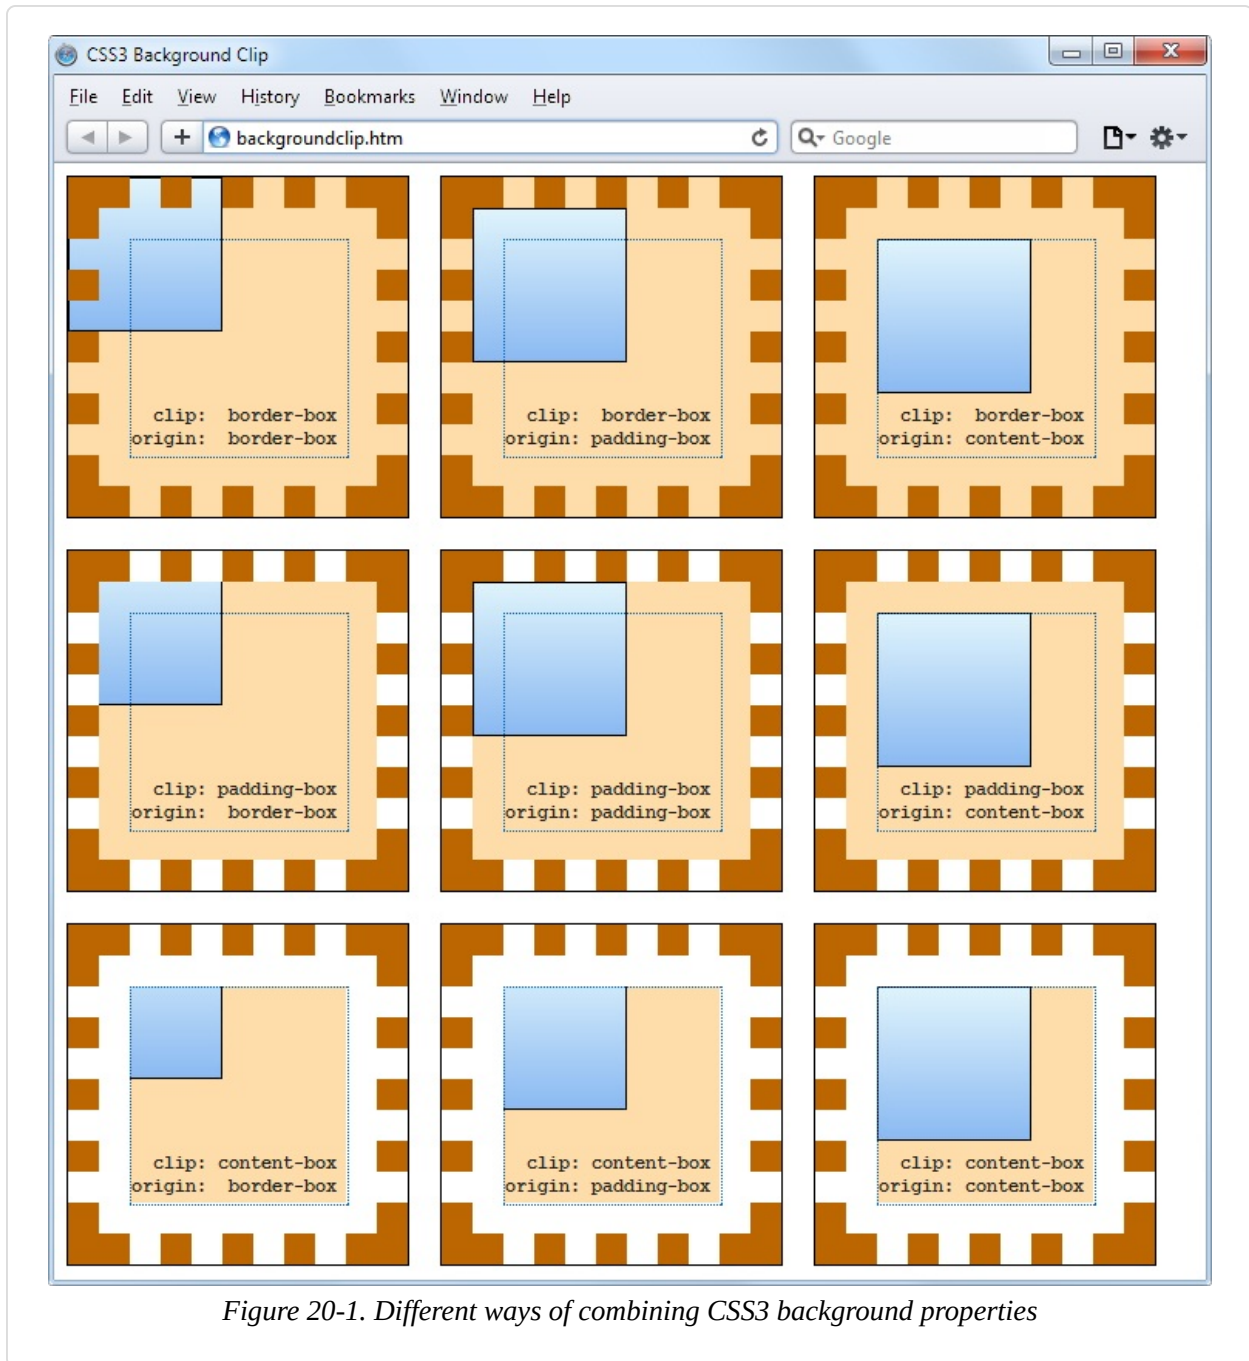 CSS3 Background Clip
File Edit View History Bookmarks Window Help
backgroundclip.htm Google
clip: border-box
origin: border-box
clip: border-box
origin: padding-box
clip: border-box
origin: content-box
clip: padding-box
origin: border-box
clip: padding-box
origin: padding-box
clip: padding-box
origin: content-box
clip: content-box
origin: border-box
clip: content-box
origin: padding-box
clip: content-box
origin: content-box
Figure 20-1. Different ways of combining CSS3 background properties